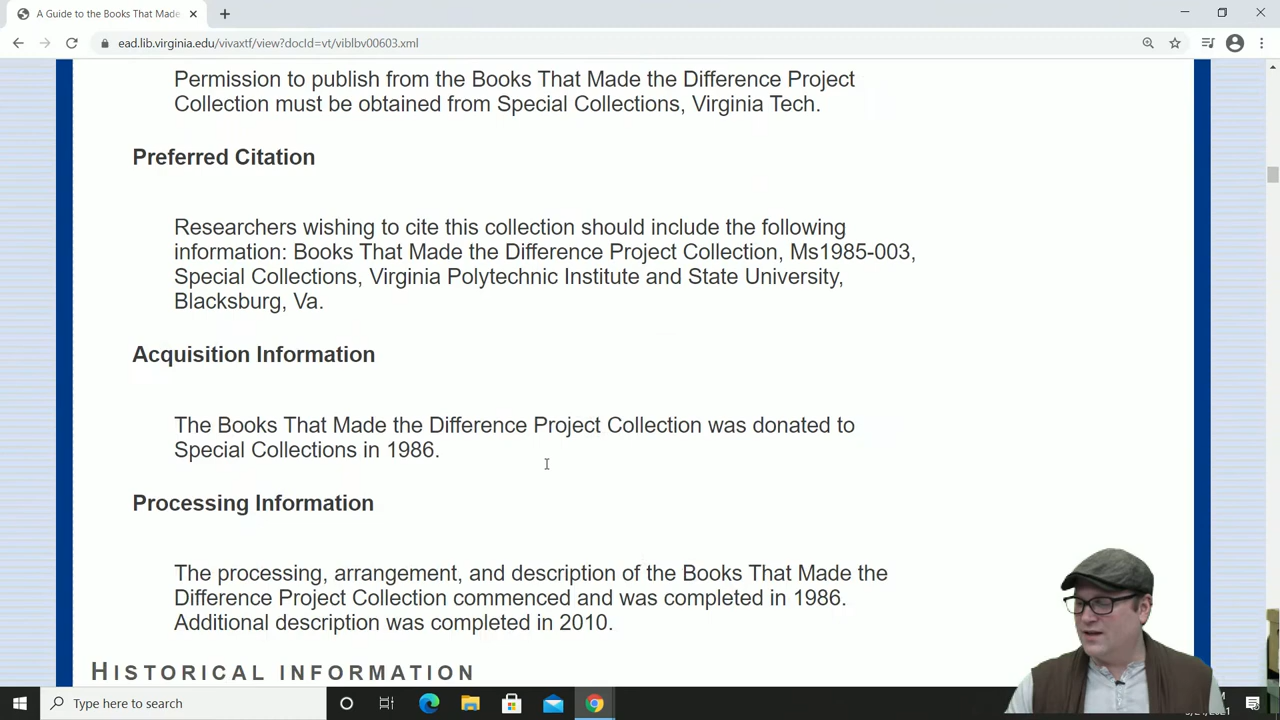 A Guide to the Books That Made
ead.lib.virginia.edu/vivaxtf/view?docId=vt/viblbv00603.xml
Permission to publish from the Books That Made the Difference Project
Collection must be obtained from Special Collections, Virginia Tech.
Preferred Citation
Researchers wishing to cite this collection should include the following
information: Books That Made the Difference Project Collection, Ms1985-003,
Special Collections, Virginia Polytechnic Institute and State University,
Blacksburg, Va.
Acquisition Information
The Books That Made the Difference Project Collection was donated to
Special Collections in 1986.
Processing Information
The processing, arrangement, and description of the Books That Made the
Difference Project Collection commenced and was completed in 1986.
Additional description was completed in 2010.
HISTORICAL INFORMATION
Type here to search